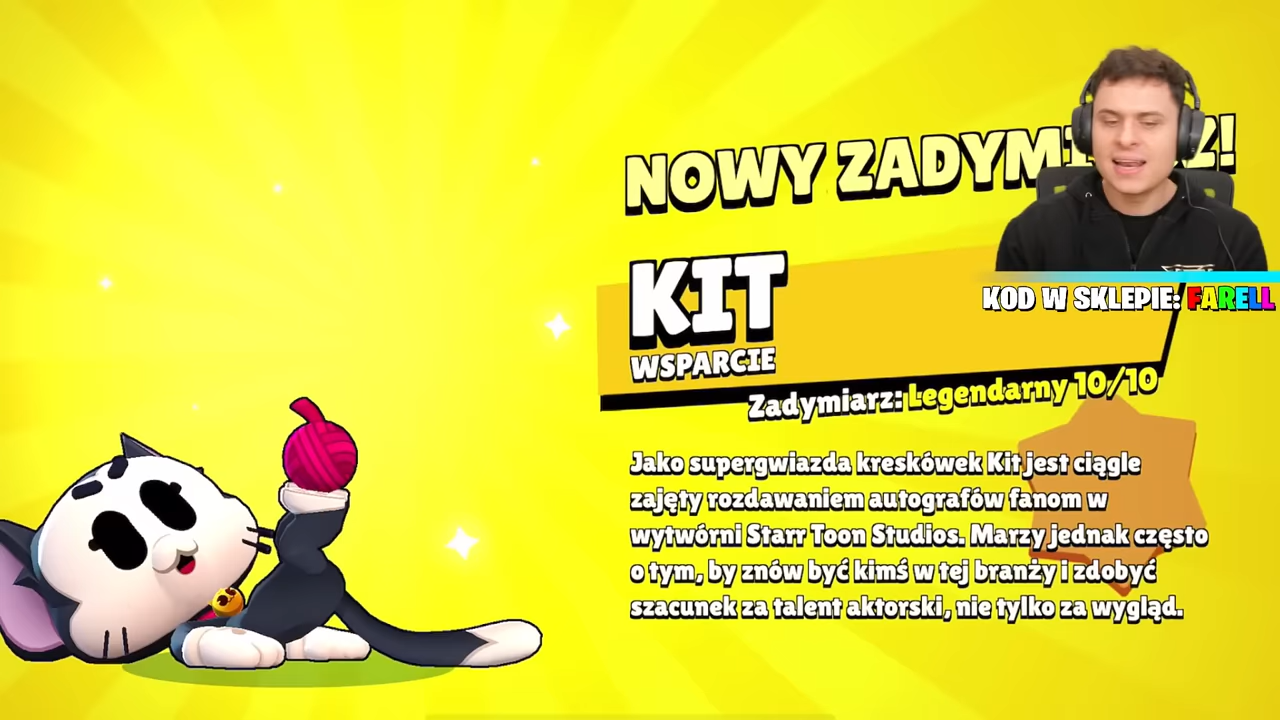 NOWY
KIT
WSPARCIE
KOD W SKLEPIE: FARELL
Zadymiarz: Legendarny 10/10
Jako supergwiazda kreskówek Kit jest ciągle
zajęty rozdawaniem autografów fanom w
wytwórni Starr Toon Studios. Marzy jednak często
o tym, by znów być kimś w tej branży i zdobyć
szacunek za talent aktorski, nie tylko za wygląd.